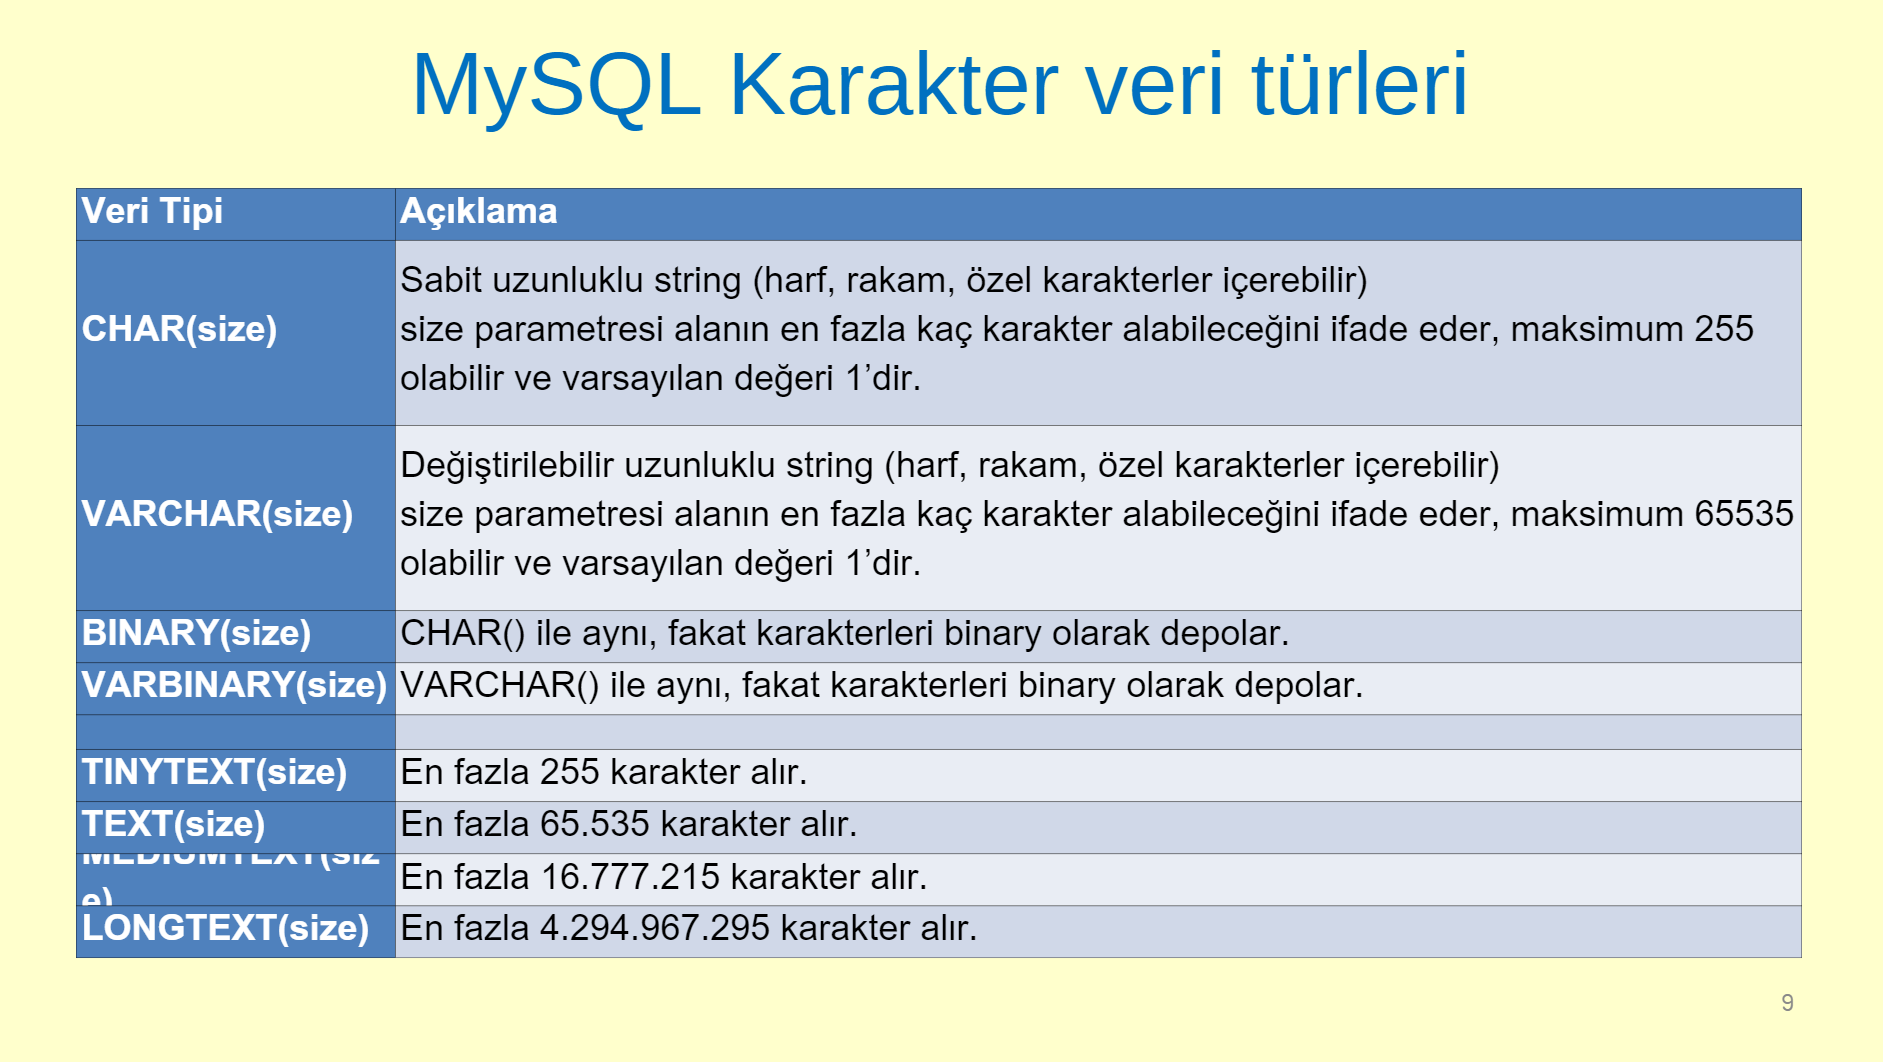 MySQL Karakter veri türleri
Veri Tipi Açıklama
CHAR(size)
Sabit uzunluklu string (harf, rakam, özel karakterler içerebilir)
size parametresi alanın en fazla kaç karakter alabileceğini ifade eder, maksimum 255
olabilir ve varsayılan değeri 1’dir.
VARCHAR(size)
Değiştirilebilir uzunluklu string (harf, rakam, özel karakterler içerebilir)
size parametresi alanın en fazla kaç karakter alabileceğini ifade eder, maksimum 65535
olabilir ve varsayılan değeri 1’dir.
BINARY(size) CHAR() ile aynı, fakat karakterleri binary olarak depolar.
VARBINARY(size) VARCHAR() ile aynı, fakat karakterleri binary olarak depolar.
TINYTEXT(size) En fazla 255 karakter alır.
TEXT(size) En fazla 65.535 karakter alır.
MEDIUMTEXT(siz
e)
En fazla 16.777.215 karakter alır.
LONGTEXT(size) En fazla 4.294.967.295 karakter alır.
9